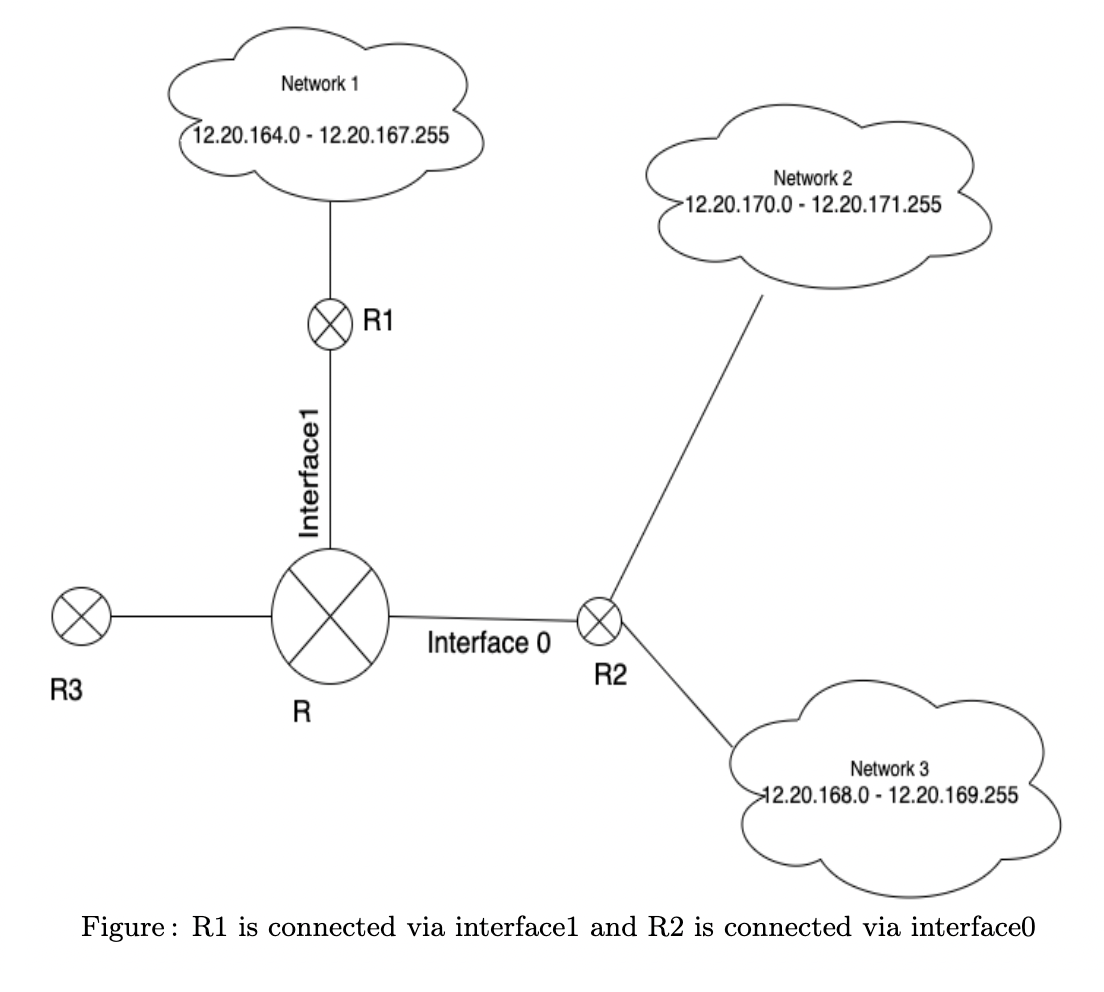 Network 1
12.20.164.0 - 12.20.167.255
Network 2
12.20.170.0 - 12.20.171.255
R1
Interface1
Interface 0
R2
R3
R
Network 3
12.20.168.0 - 12.20.169.255
Figure : R1 is connected via interface1 and R2 is connected via interface0